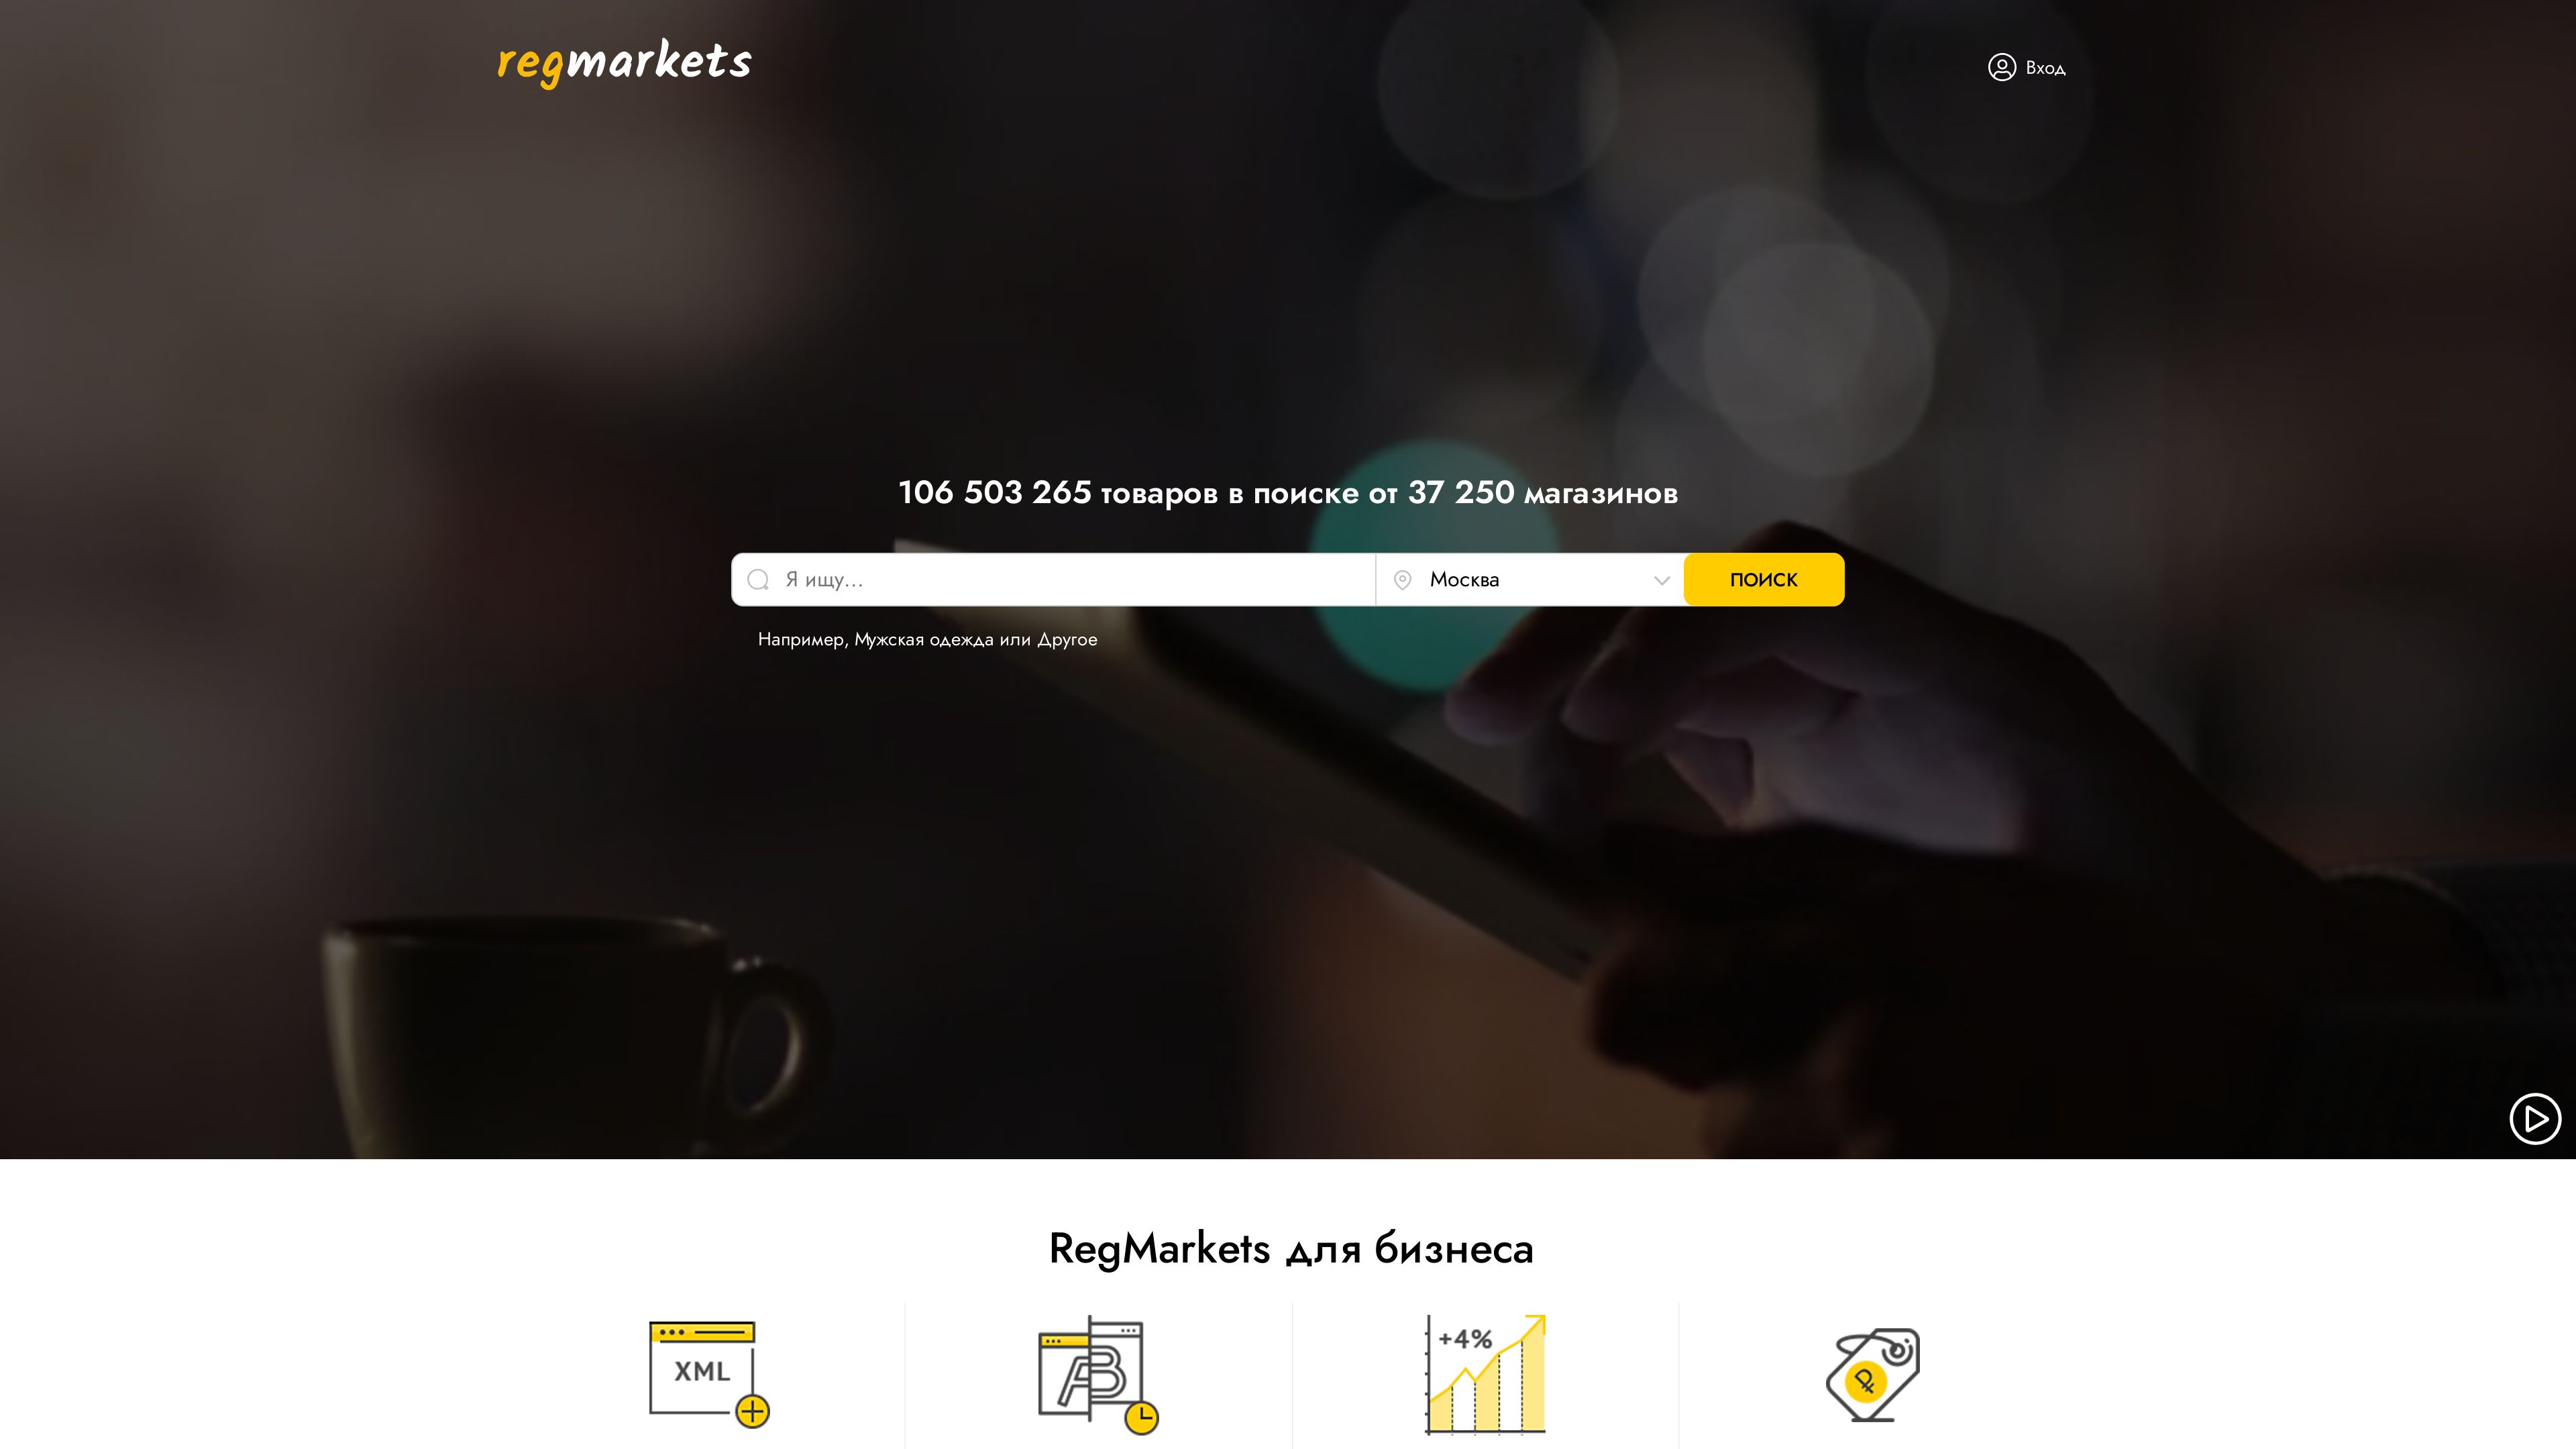 regmarkets
Вход
106 503 265 товаров в поиске от 37 250 магазинов
Я ищу...
Москва
ПОИСК
Например, Мужская одежда или Другое
RegMarkets для бизнеса
XML
AB
+4%